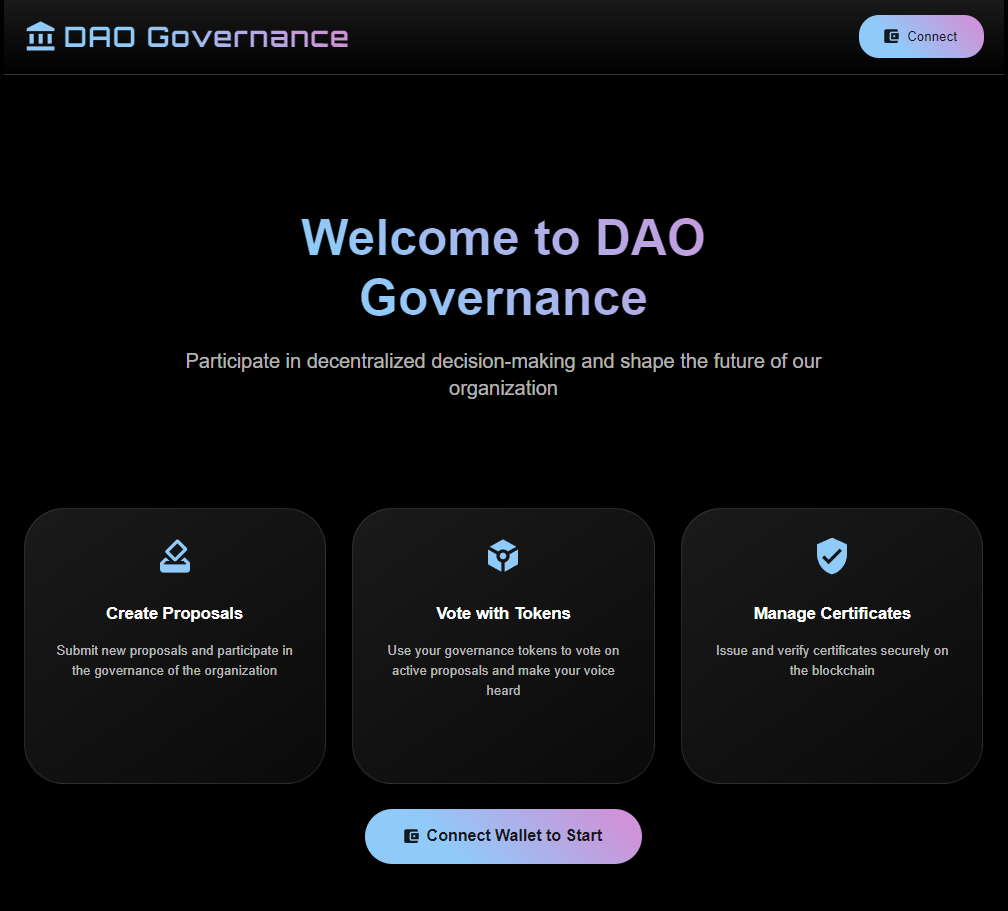 DAO Governance
Connect
Welcome to DAO
Governance
Participate in decentralized decision-making and shape the future of our
organization
Create Proposals
Submit new proposals and participate in
the governance of the organization
Vote with Tokens
Use your governance tokens to vote on
active proposals and make your voice
heard
Manage Certificates
Issue and verify certificates securely on
the blockchain
Connect Wallet to Start